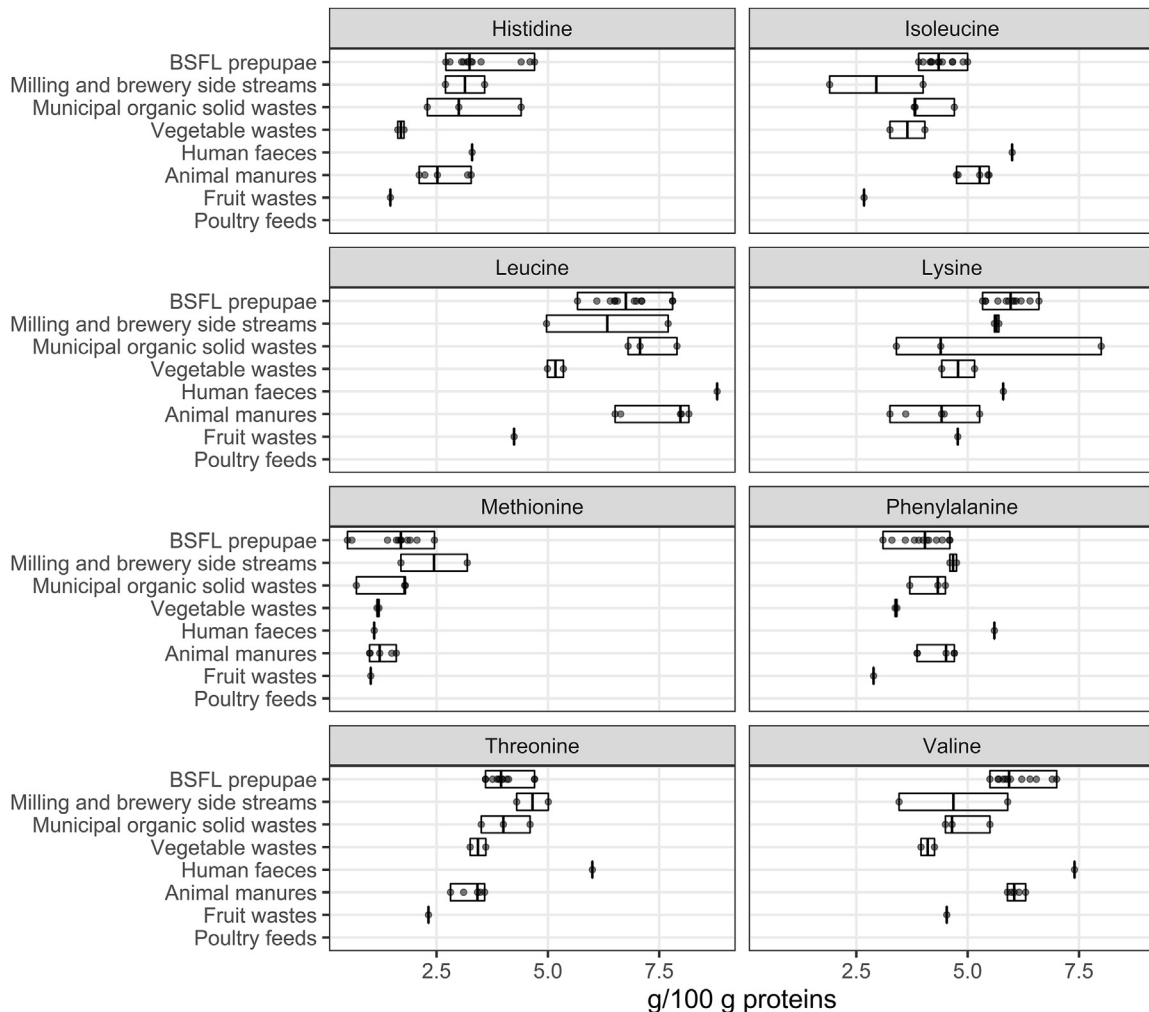 Histidine
Isoleucine
BSFL prepupae
Milling and brewery side streams
Municipal organic solid wastes
Vegetable wastes
Human faeces
Animal manures
Fruit wastes
Poultry feeds
Leucine
Lysine
BSFL prepupae
Milling and brewery side streams
Municipal organic solid wastes
Vegetable wastes
Human faeces
Animal manures
Fruit wastes
Poultry feeds
Methionine
Phenylalanine
BSFL prepupae
Milling and brewery side streams
Municipal organic solid wastes
Vegetable wastes
Human faeces
Animal manures
Fruit wastes
Poultry feeds
Threonine
Valine
BSFL prepupae
Milling and brewery side streams
Municipal organic solid wastes
Vegetable wastes
Human faeces
Animal manures
Fruit wastes
Poultry feeds
2.5 5.0 7.5
2.5 5.0 7.5
g/100 g proteins